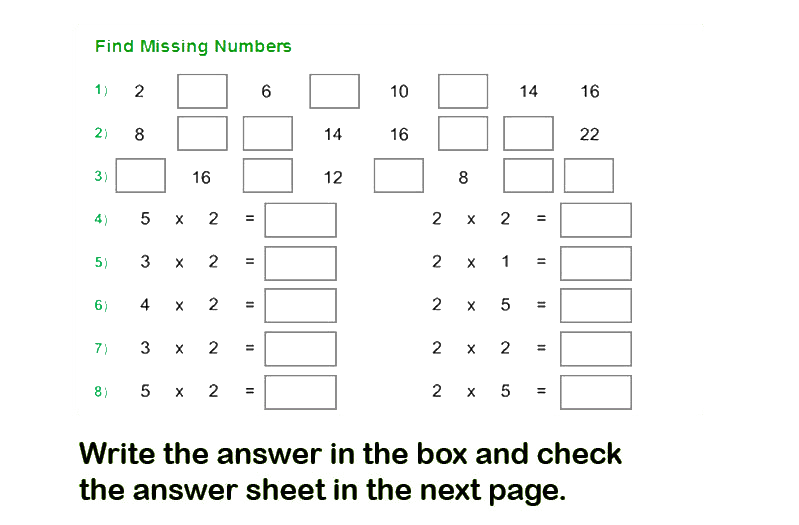 Find Missing Numbers
1) 2 6 10 14 16
2) 8 14 16 22
3) 16 12 8
4) 5 x 2 = 2 x 2 =
5) 3 x 2 = 2 x 1 =
6) 4 x 2 = 2 x 5 =
7) 3 x 2 = 2 x 2 =
8) 5 x 2 = 2 x 5 =
Write the answer in the box and check
the answer sheet in the next page.